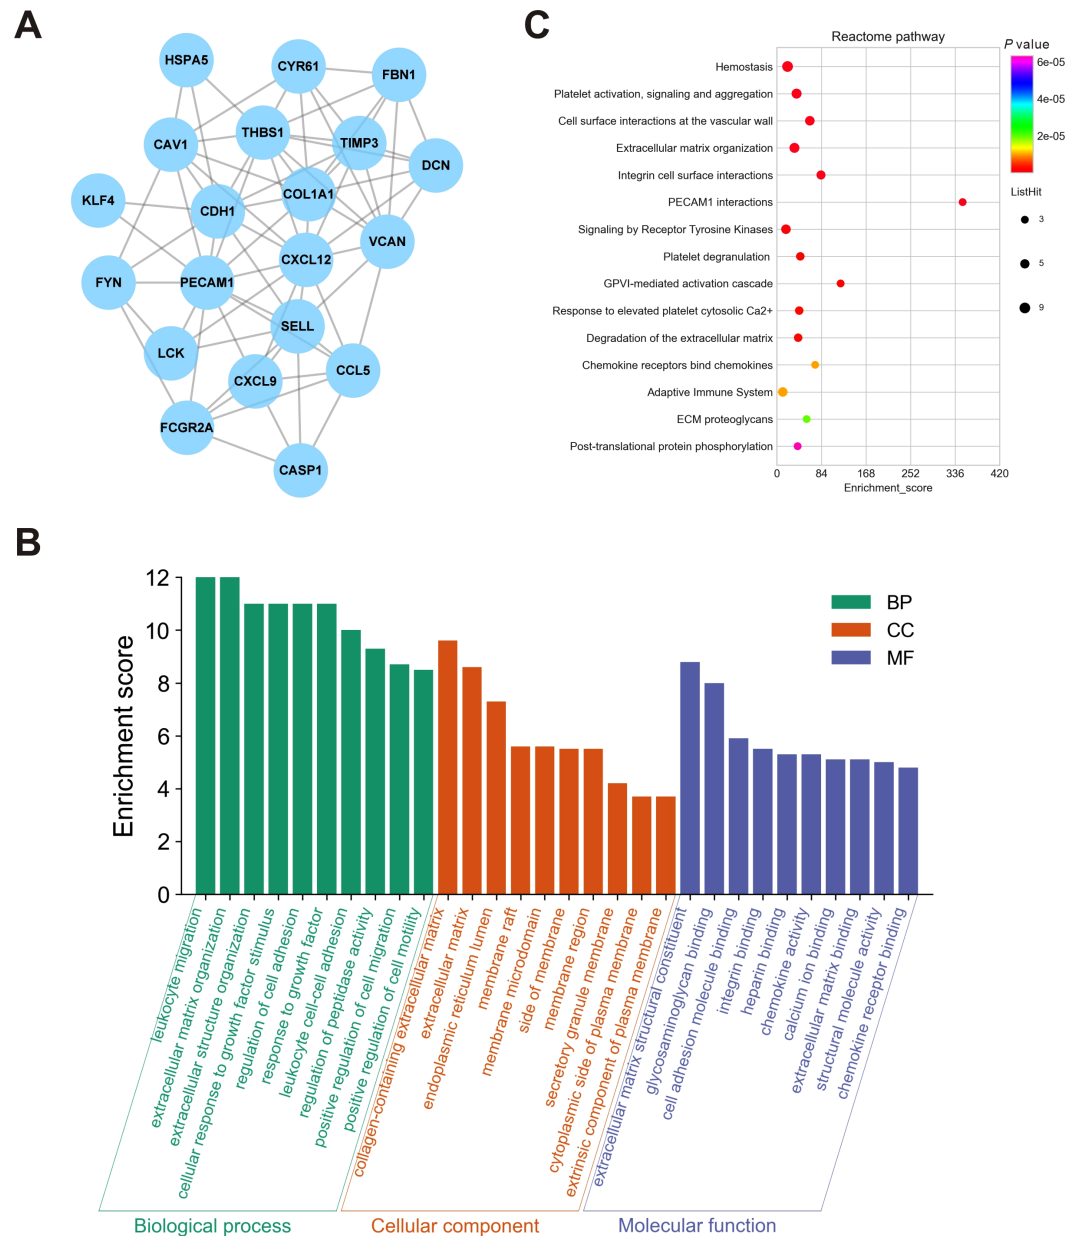 A
HSPA5
CYR61
FBN1
CAV1
THBS1
TIMP3
DCN
KLF4
CDH1
COL1A1
VCAN
CXCL12
FYN
PECAM1
SELL
LCK
CXCL9
CCL5
FCGR2A
CASP1
C
Reactome pathway
Hemostasis
Platelet activation, signaling and aggregation
Cell surface interactions at the vascular wall
Extracellular matrix organization
Integrin cell surface interactions
PECAM1 interactions
Signaling by Receptor Tyrosine Kinases
Platelet degranulation
GPVI-mediated activation cascade
Response to elevated platelet cytosolic Ca2+
Degradation of the extracellular matrix
Chemokine receptors bind chemokines
Adaptive Immune System
ECM proteoglycans
Post-translational protein phosphorylation
0 84 168 252 336 420
Enrichment_score
P value
6e-05
4e-05
2e-05
ListHit
3
5
9
B
Enrichment score
12
10
8
6
4
2
0
BP
CC
MF
leukocyte migration
extracellular matrix organization
extracellular structure organization
cellular response to growth factor stimulus
regulation of cell adhesion
response to growth factor
leukocyte cell-cell adhesion
regulation of peptidase activity
positive regulation of cell migration
positive regulation of cell motility
collagen-containing extracellular matrix
extracellular matrix
endoplasmic reticulum lumen
membrane raft
membrane microdomain
side of membrane
membrane region
secretory granule membrane
cytoplasmic side of plasma membrane
extrinsic component of plasma membrane
extracellular matrix structural constituent
glycosaminoglycan binding
cell adhesion molecule binding
integrin binding
heparin binding
chemokine activity
calcium ion binding
extracellular matrix binding
structural molecule activity
chemokine receptor binding
Biological process
Cellular component
Molecular function